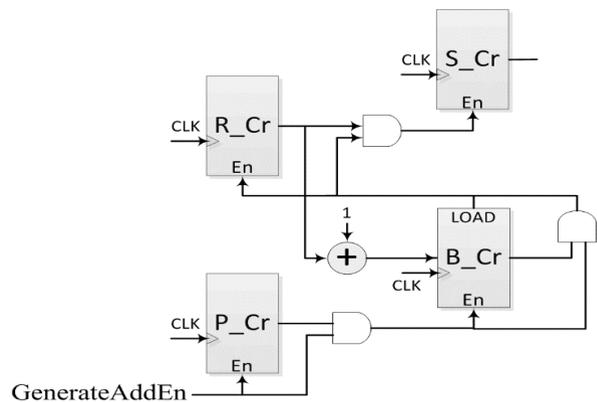 CLK
S_Cr
En
CLK
R_Cr
En
1
LOAD
+
B_Cr
CLK
En
CLK
P_Cr
En
GenerateAddEn